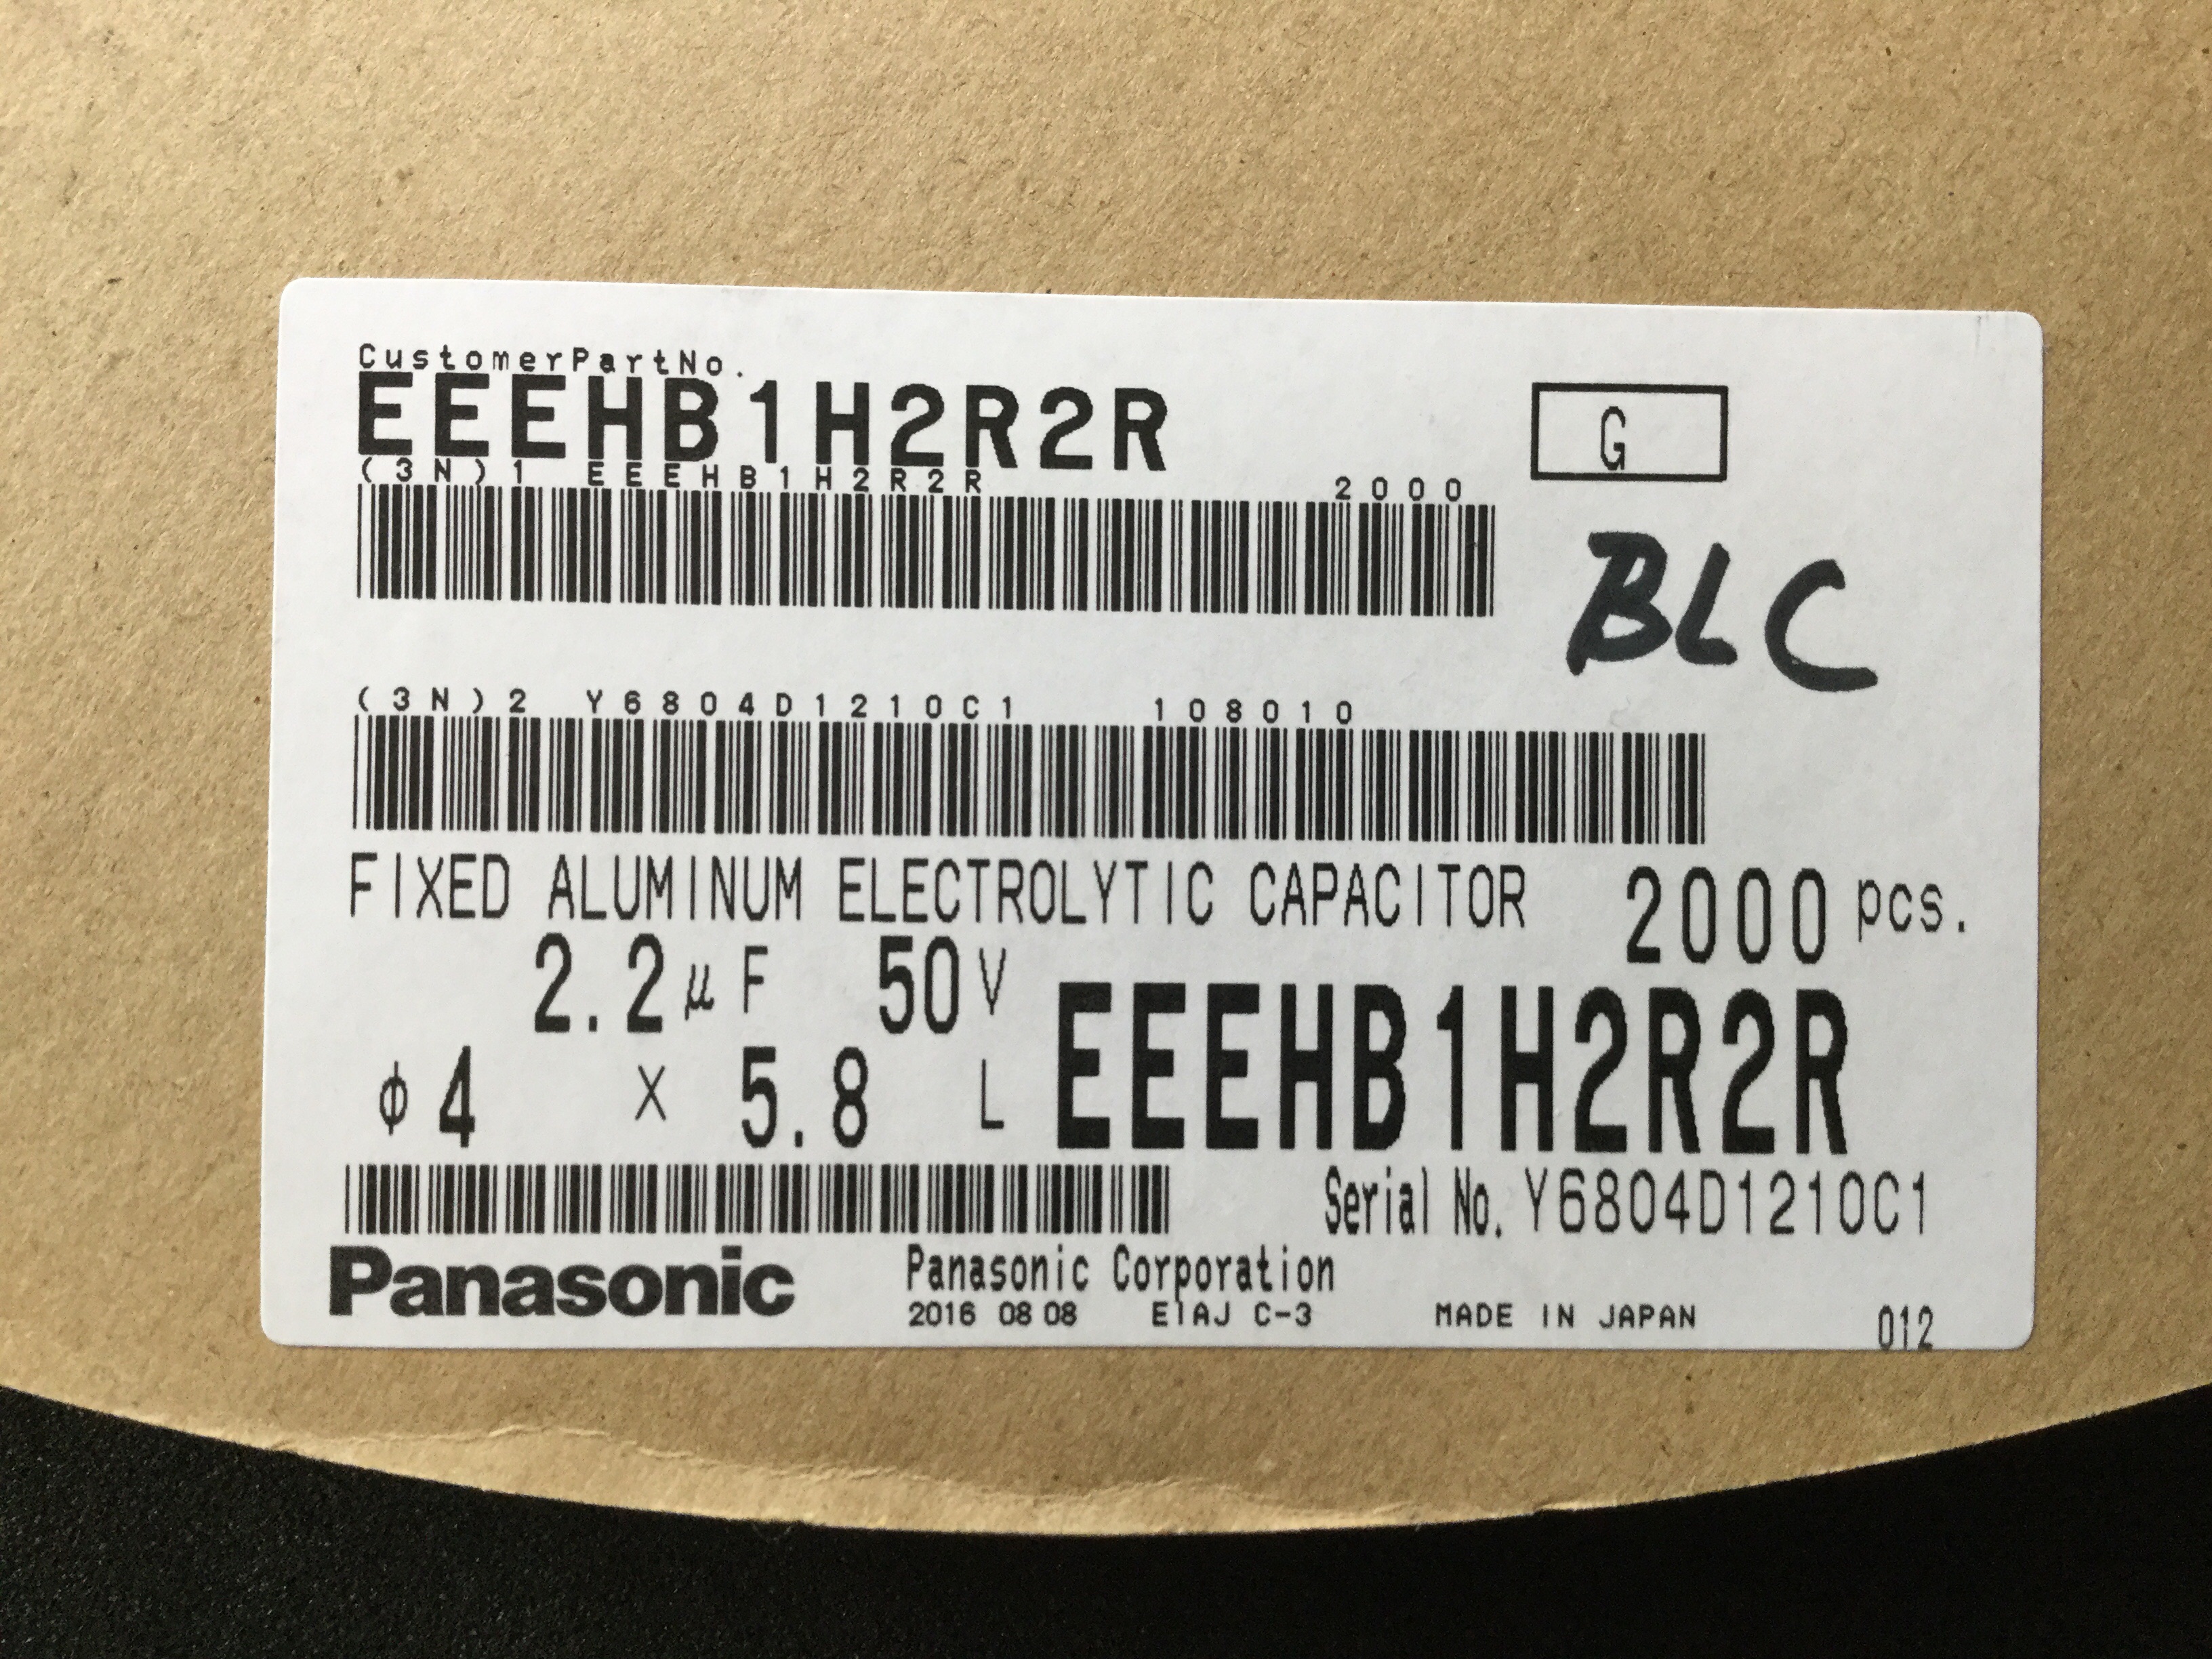 CustomerPartNo.
EEEHB1H2R2R
G
(3N)1 EEEHB1H2R2R 2000
BLC
(3N)2 Y6804D1210C1 108010
FIXED ALUMINUM ELECTROLYTIC CAPACITOR 2000 pcs.
2.2μF 50V
φ4 × 5.8 L EEEHB1H2R2R
Serial No. Y6804D1210C1
Panasonic Panasonic Corporation
2016 08 08 EIAJ C-3 MADE IN JAPAN 012